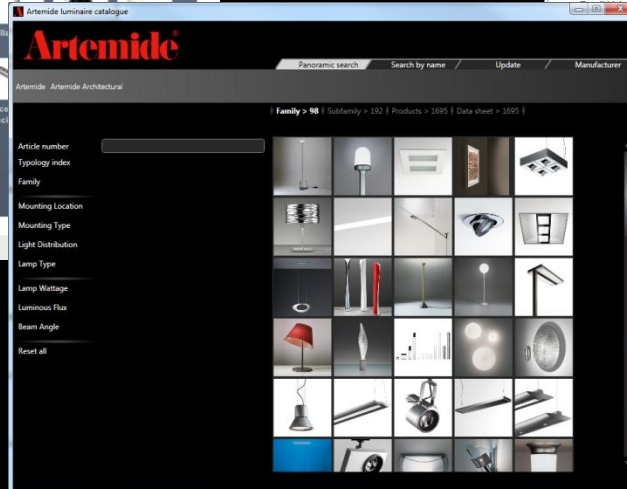 Artemide luminaire catalogue
Artemide
Panoramic search Search by name / Update / Manufacturer
Artemide Artemide Architectural
Family > 98 Subfamily > 192 Products > 1695 Data sheet > 1695
Article number
Typology index
Family
Mounting Location
Mounting Type
Light Distribution
Lamp Type
Lamp Wattage
Luminous Flux
Beam Angle
Reset all